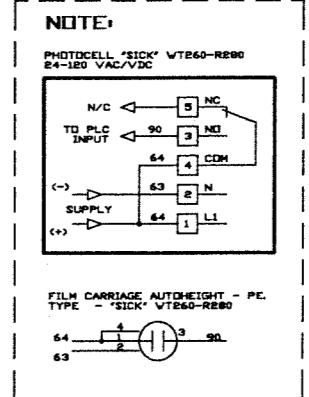 NOTE:
PHOTOCELL "SICK" WT260-R280
24-120 VAC/VDC
N/C 5 NC
TO PLC INPUT 90 3 NO
64 4 COM
(-) 63 2 N
SUPPLY
(+) 64 1 L1
FILM CARRIAGE AUTOHEIGHT - PE.
TYPE - "SICK" WT260-R280
4
64 1 3 90
63 2